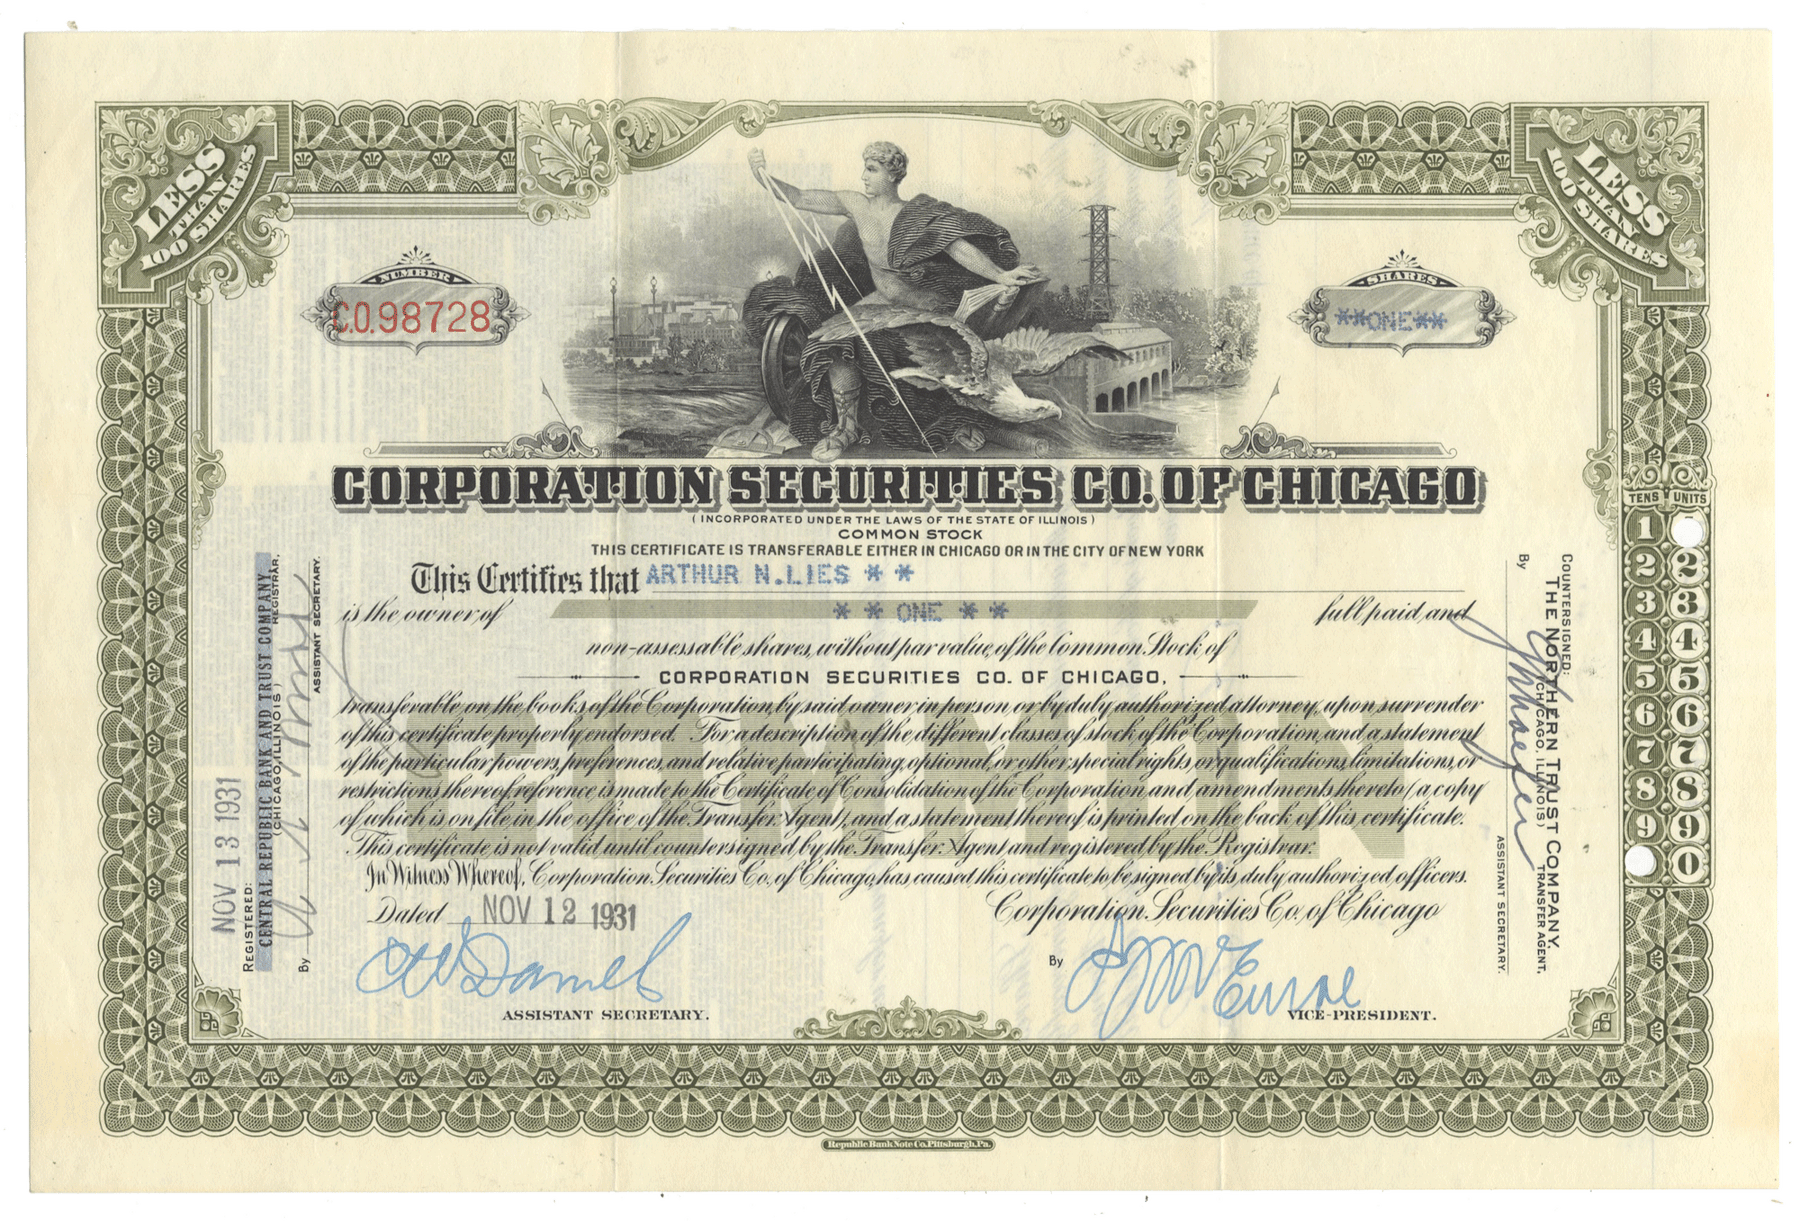 LESS
THAN
100 SHARES
LESS
THAN
100 SHARES
NUMBER
C.O.98728
SHARES
**ONE**
CORPORATION SECURITIES CO. OF CHICAGO
(INCORPORATED UNDER THE LAWS OF THE STATE OF ILLINOIS)
COMMON STOCK
THIS CERTIFICATE IS TRANSFERABLE EITHER IN CHICAGO OR IN THE CITY OF NEW YORK
This Certifies that ARTHUR N.LIES * *
is the owner of * * ONE * * full paid and
non-assessable shares, without par value, of the Common Stock of
CORPORATION SECURITIES CO. OF CHICAGO,
transferable on the books of the Corporation by said owner in person or by duly authorized attorney, upon surrender
of this certificate properly endorsed. For a description of the different classes of stock of the Corporation, and a statement
of the particular powers, preferences, and relative participating, optional, or other special rights, or qualifications, limitations, or
restrictions thereof reference is made to the Certificate of Consolidation of the Corporation and amendments thereto (a copy
of which is on file in the office of the Transfer Agent), and a statement thereof is printed on the back of this certificate.
This certificate is not valid until countersigned by the Transfer Agent and registered by the Registrar.
In Witness Whereof, Corporation Securities Co. of Chicago, has caused this certificate to be signed by its duly authorized officers.
COMMON
Dated NOV 12 1931
Corporation Securities Co. of Chicago
By
ASSISTANT SECRETARY.
VICE-PRESIDENT.
NOV 13 1931
REGISTERED:
CENTRAL REPUBLIC BANK AND TRUST COMPANY
(CHICAGO, ILLINOIS) REGISTRAR.
By
ASSISTANT SECRETARY.
COUNTERSIGNED:
THE NORTHERN TRUST COMPANY.
(CHICAGO, ILLINOIS) TRANSFER AGENT,
By
ASSISTANT SECRETARY.
TENS UNITS
1
2 2
3 3
4 4
5 5
6 6
7 7
8 8
9 9
0
Republic Bank Note Co. Pittsburgh, Pa.